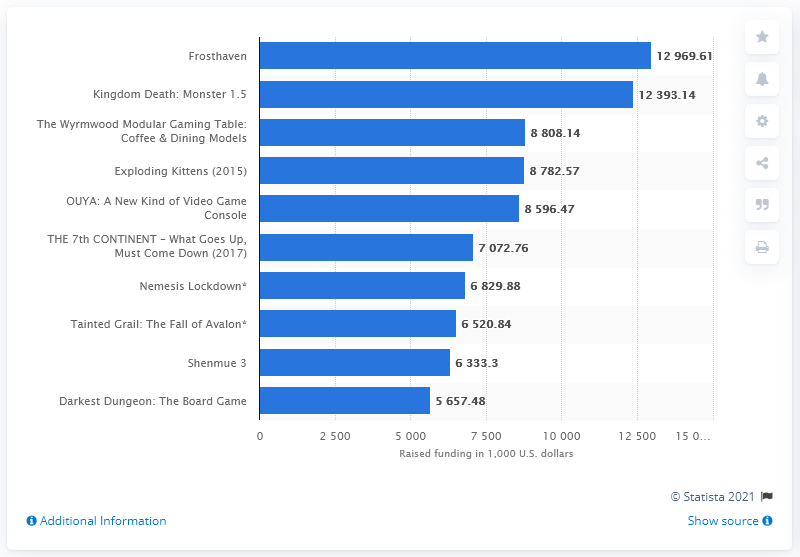 Frosthaven
12 969.61
Kingdom Death: Monster 1.5
12 393.14
The Wyrmwood Modular Gaming Table:
Coffee & Dining Models
8 808.14
Exploding Kittens (2015)
8 782.57
OUYA: A New Kind of Video Game
Console
8 596.47
THE 7th CONTINENT – What Goes Up,
Must Come Down (2017)
7 072.76
Nemesis Lockdown*
6 829.88
Tainted Grail: The Fall of Avalon*
6 520.84
Shenmue 3
6 333.3
Darkest Dungeon: The Board Game
5 657.48
0 2 500 5 000 7 500 10 000 12 500 15 0...
Raised funding in 1,000 U.S. dollars
© Statista 2021
Additional Information
Show source